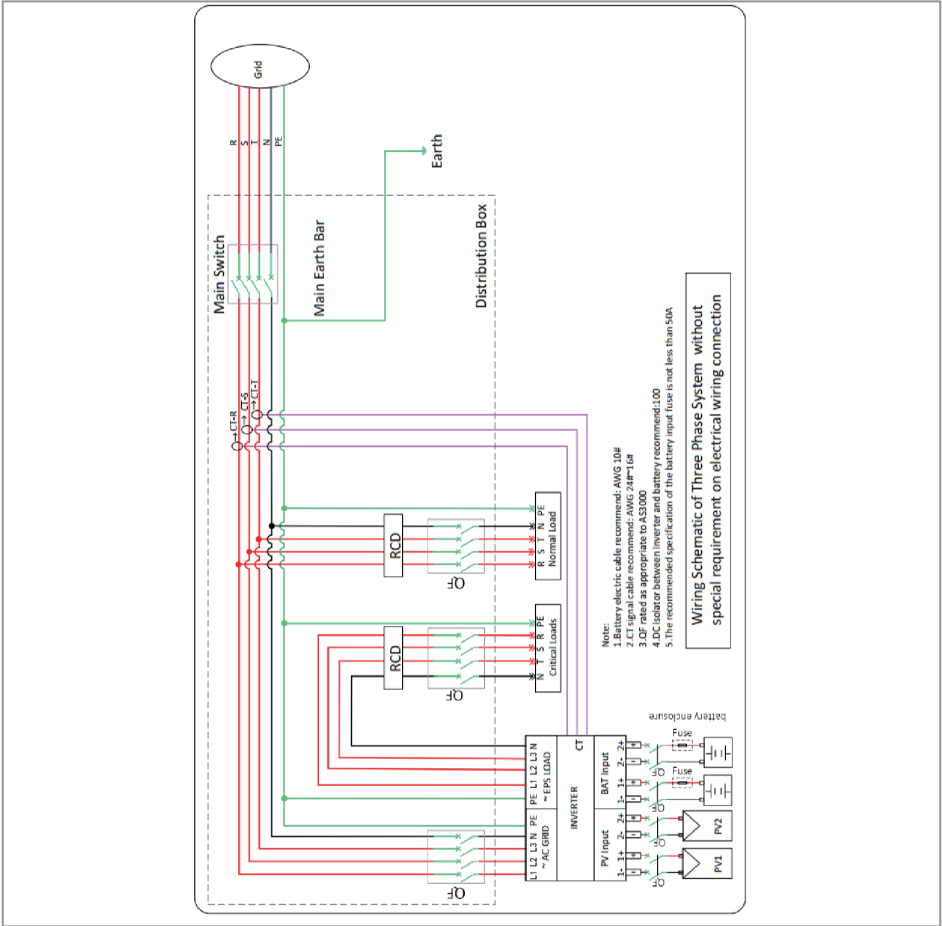 Grid
R
S
T
N
PE
Earth
Main Switch
Main Earth Bar
Distribution Box
CT-R
CT-S
CT-T
RCD
QF
R S T N PE
Normal Load
RCD
QF
N T S R PE
Critical Loads
QF
L1 L2 L3 N PE
~ AC GRID
PE L1 L2 L3 N
~ EPS LOAD
INVERTER
CT
PV Input
BAT Input
1- 1+ 2- 2+
1- 1+ 2- 2+
QF
QF
QF
QF
Fuse
Fuse
PV1
PV2
battery enclosure
Note:
1.Battery electric cable recommend: AWG 10#
2.CT signal cable recommend: AWG 24#~16#
3.QF rated as appropriate to AS3000
4.DC isolator between inverter and battery recommend:100
5.The recommended specification of the battery input fuse is not less than 50A
Wiring Schematic of Three Phase System without
special requirement on electrical wiring connection